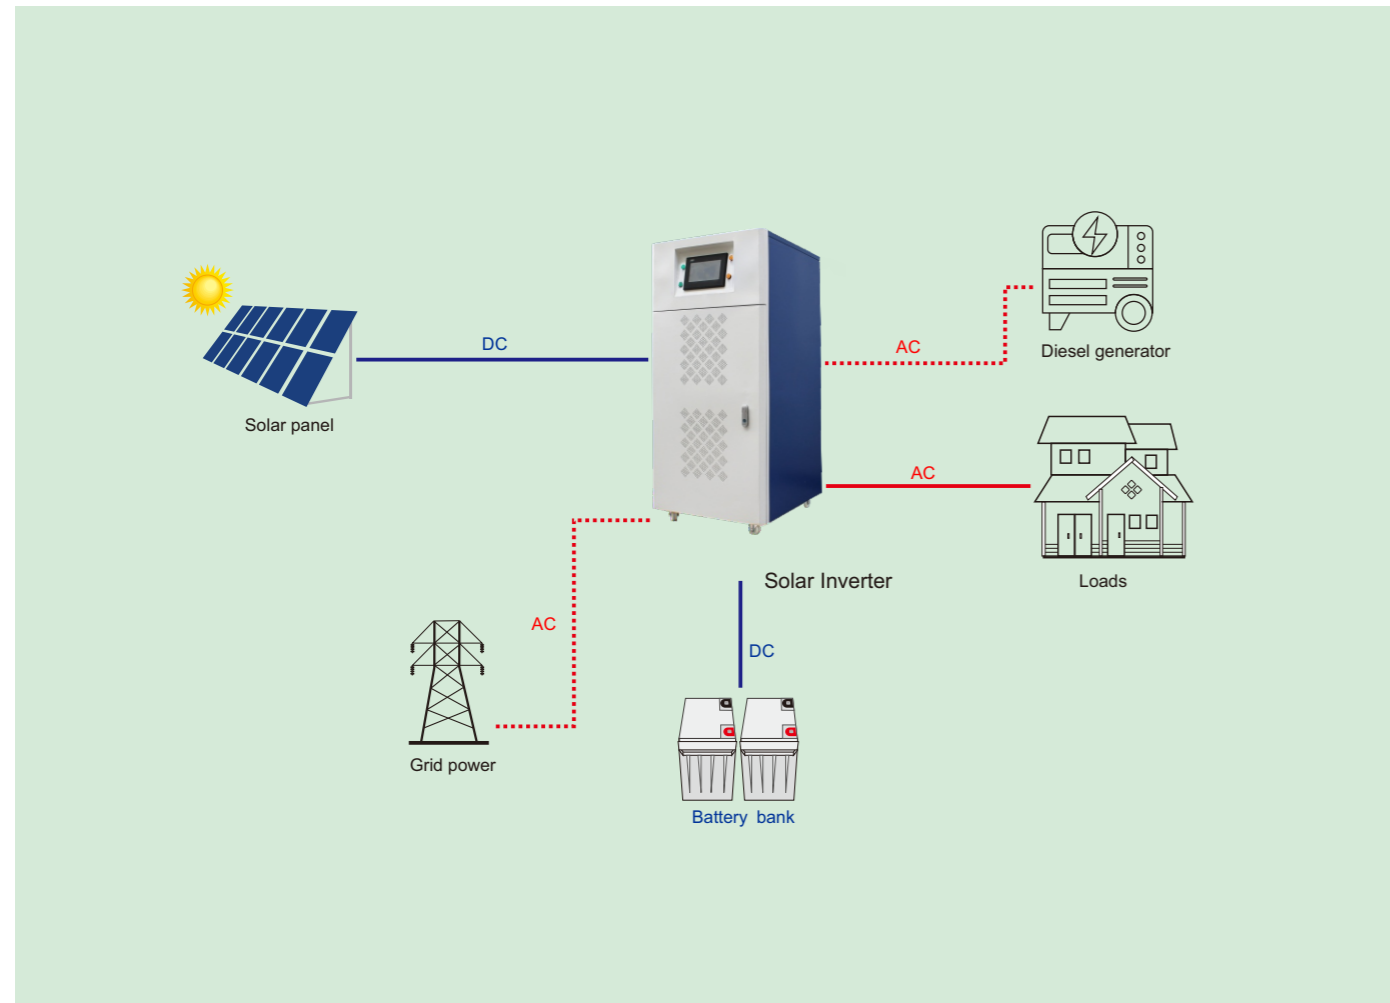 DC
AC
Diesel generator
Solar panel
AC
Solar Inverter
Loads
AC
DC
Grid power
Battery bank